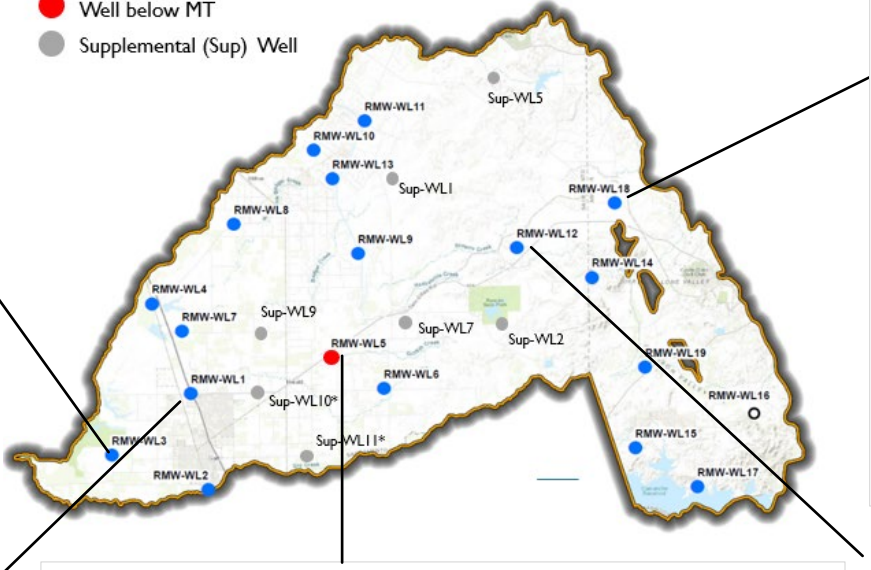 Well below MT
Supplemental (Sup) Well
Sup-WL5
RMW-WL11
RMW-WL10
RMW-WL13
Sup-WL1
RMW-WL18
RMW-WL8
RMW-WL12
RMW-WL9
RMW-WL14
RMW-WL4
Sup-WL9
RMW-WL7
Sup-WL7
Sup-WL2
RMW-WL5
RMW-WL19
RMW-WL1
RMW-WL6
RMW-WL16
Sup-WL10*
RMW-WL3
Sup-WL11*
RMW-WL15
RMW-WL2
RMW-WL17